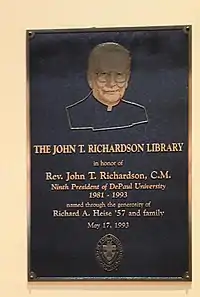 THE JOHN T. RICHARDSON LIBRARY
in honor of
Rev. John T. Richardson, C.M.
Ninth President of DePaul University
1981 - 1993
named through the generosity of
Richard A. Heise '57 and family
May 17, 1993